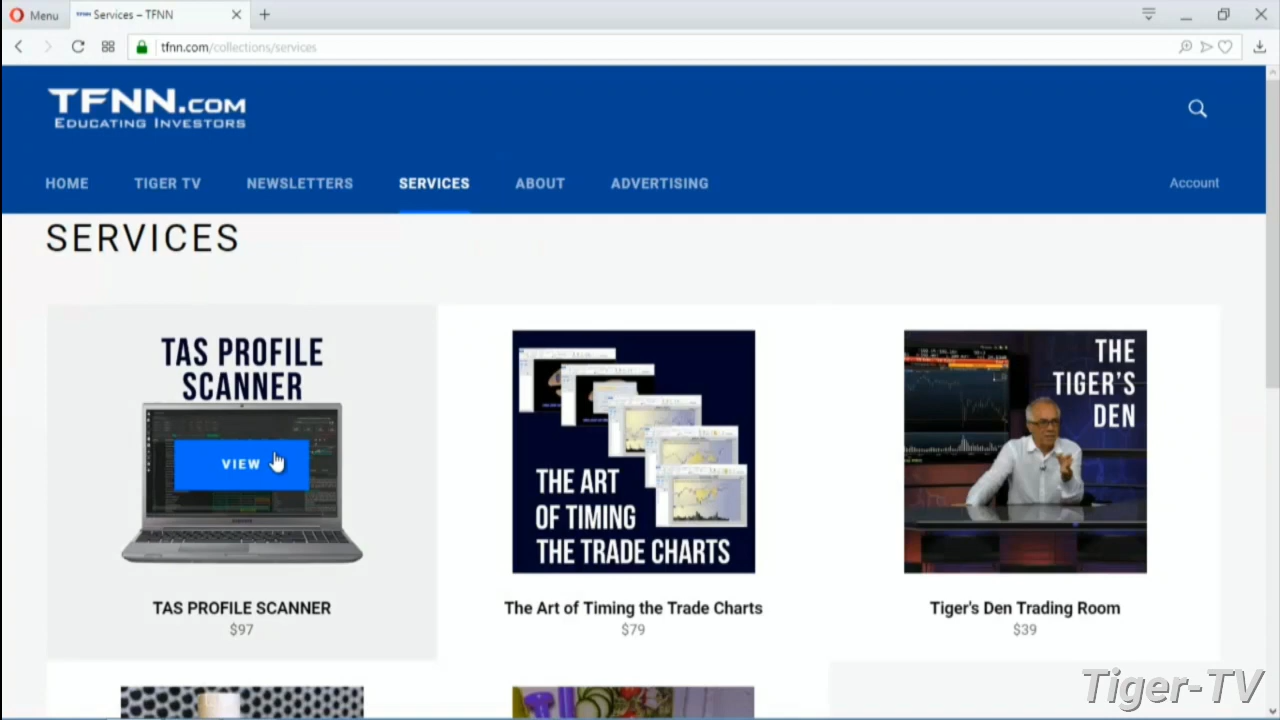 Menu
Services – TFNN
tfnn.com/collections/services
TFNN.COM
EDUCATING INVESTORS
HOME
TIGER TV
NEWSLETTERS
SERVICES
ABOUT
ADVERTISING
Account
SERVICES
TAS PROFILE
SCANNER
VIEW
TAS PROFILE SCANNER
$97
THE ART
OF TIMING
THE TRADE CHARTS
The Art of Timing the Trade Charts
$79
THE
TIGER'S
DEN
Tiger's Den Trading Room
$39
Tiger-TV